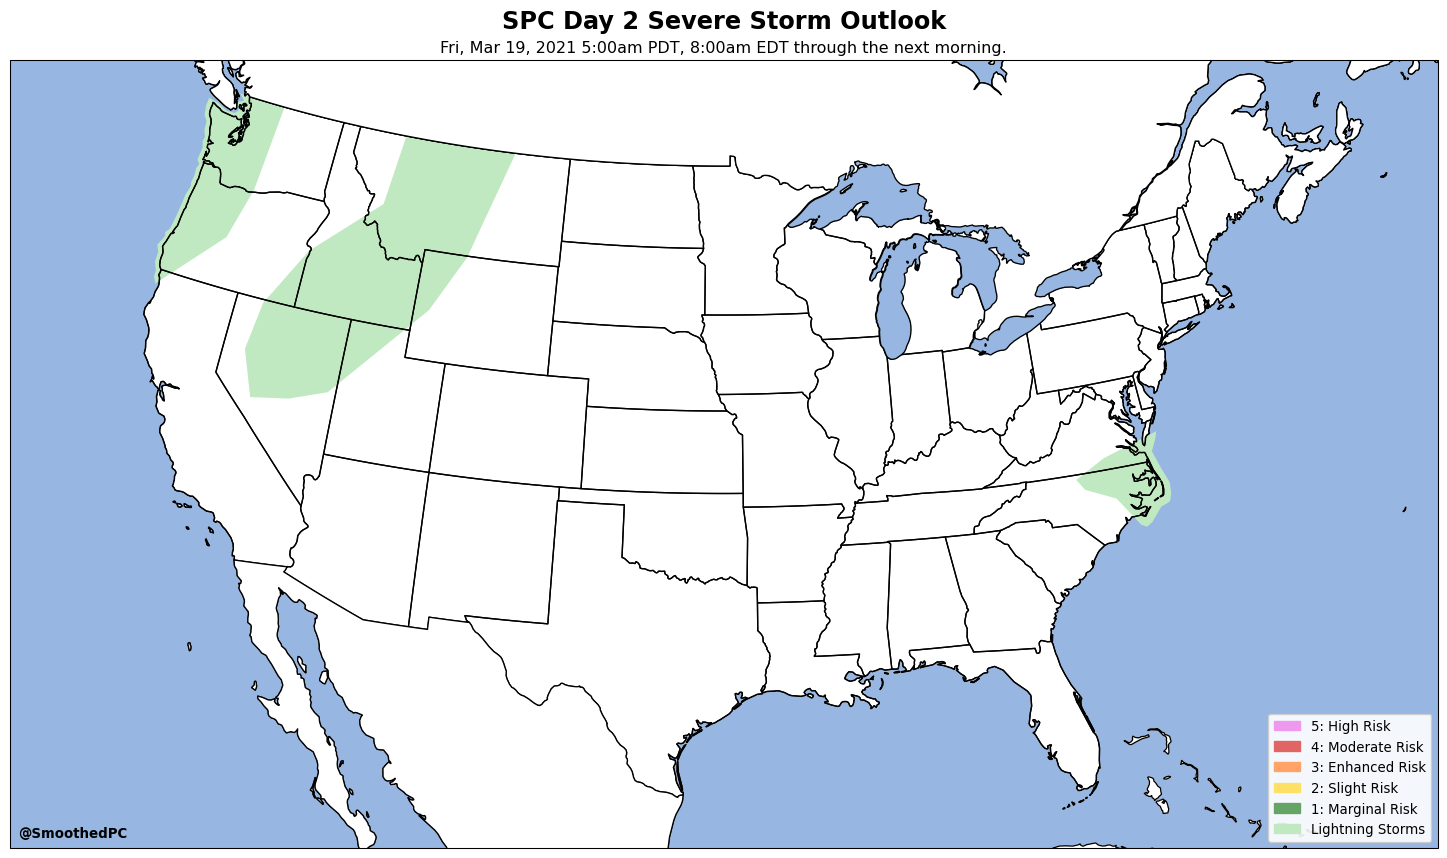 SPC Day 2 Severe Storm Outlook
Fri, Mar 19, 2021 5:00am PDT, 8:00am EDT through the next morning.
5: High Risk
4: Moderate Risk
3: Enhanced Risk
2: Slight Risk
1: Marginal Risk
Lightning Storms
@SmoothedPC